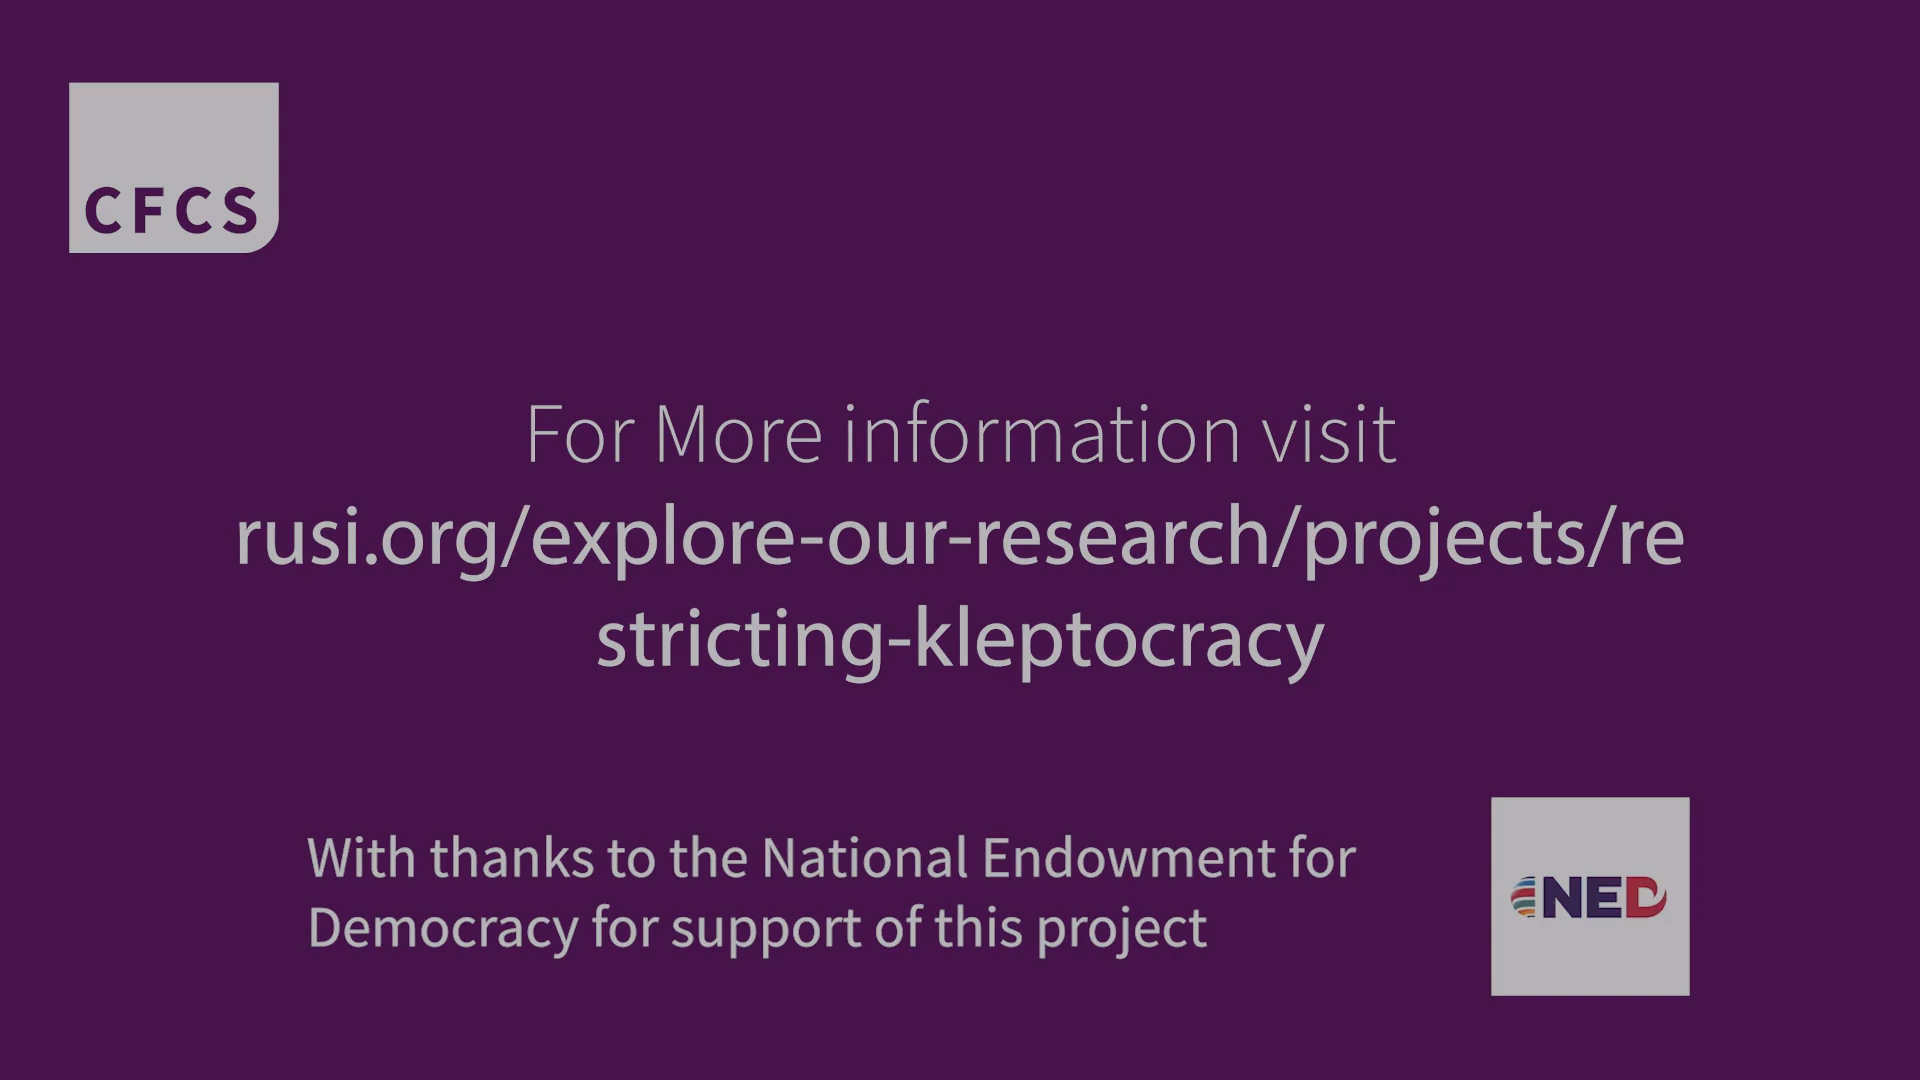 CFCS
For More information visit
rusi.org/explore-our-research/projects/re
stricting-kleptocracy
With thanks to the National Endowment for
Democracy for support of this project
NED